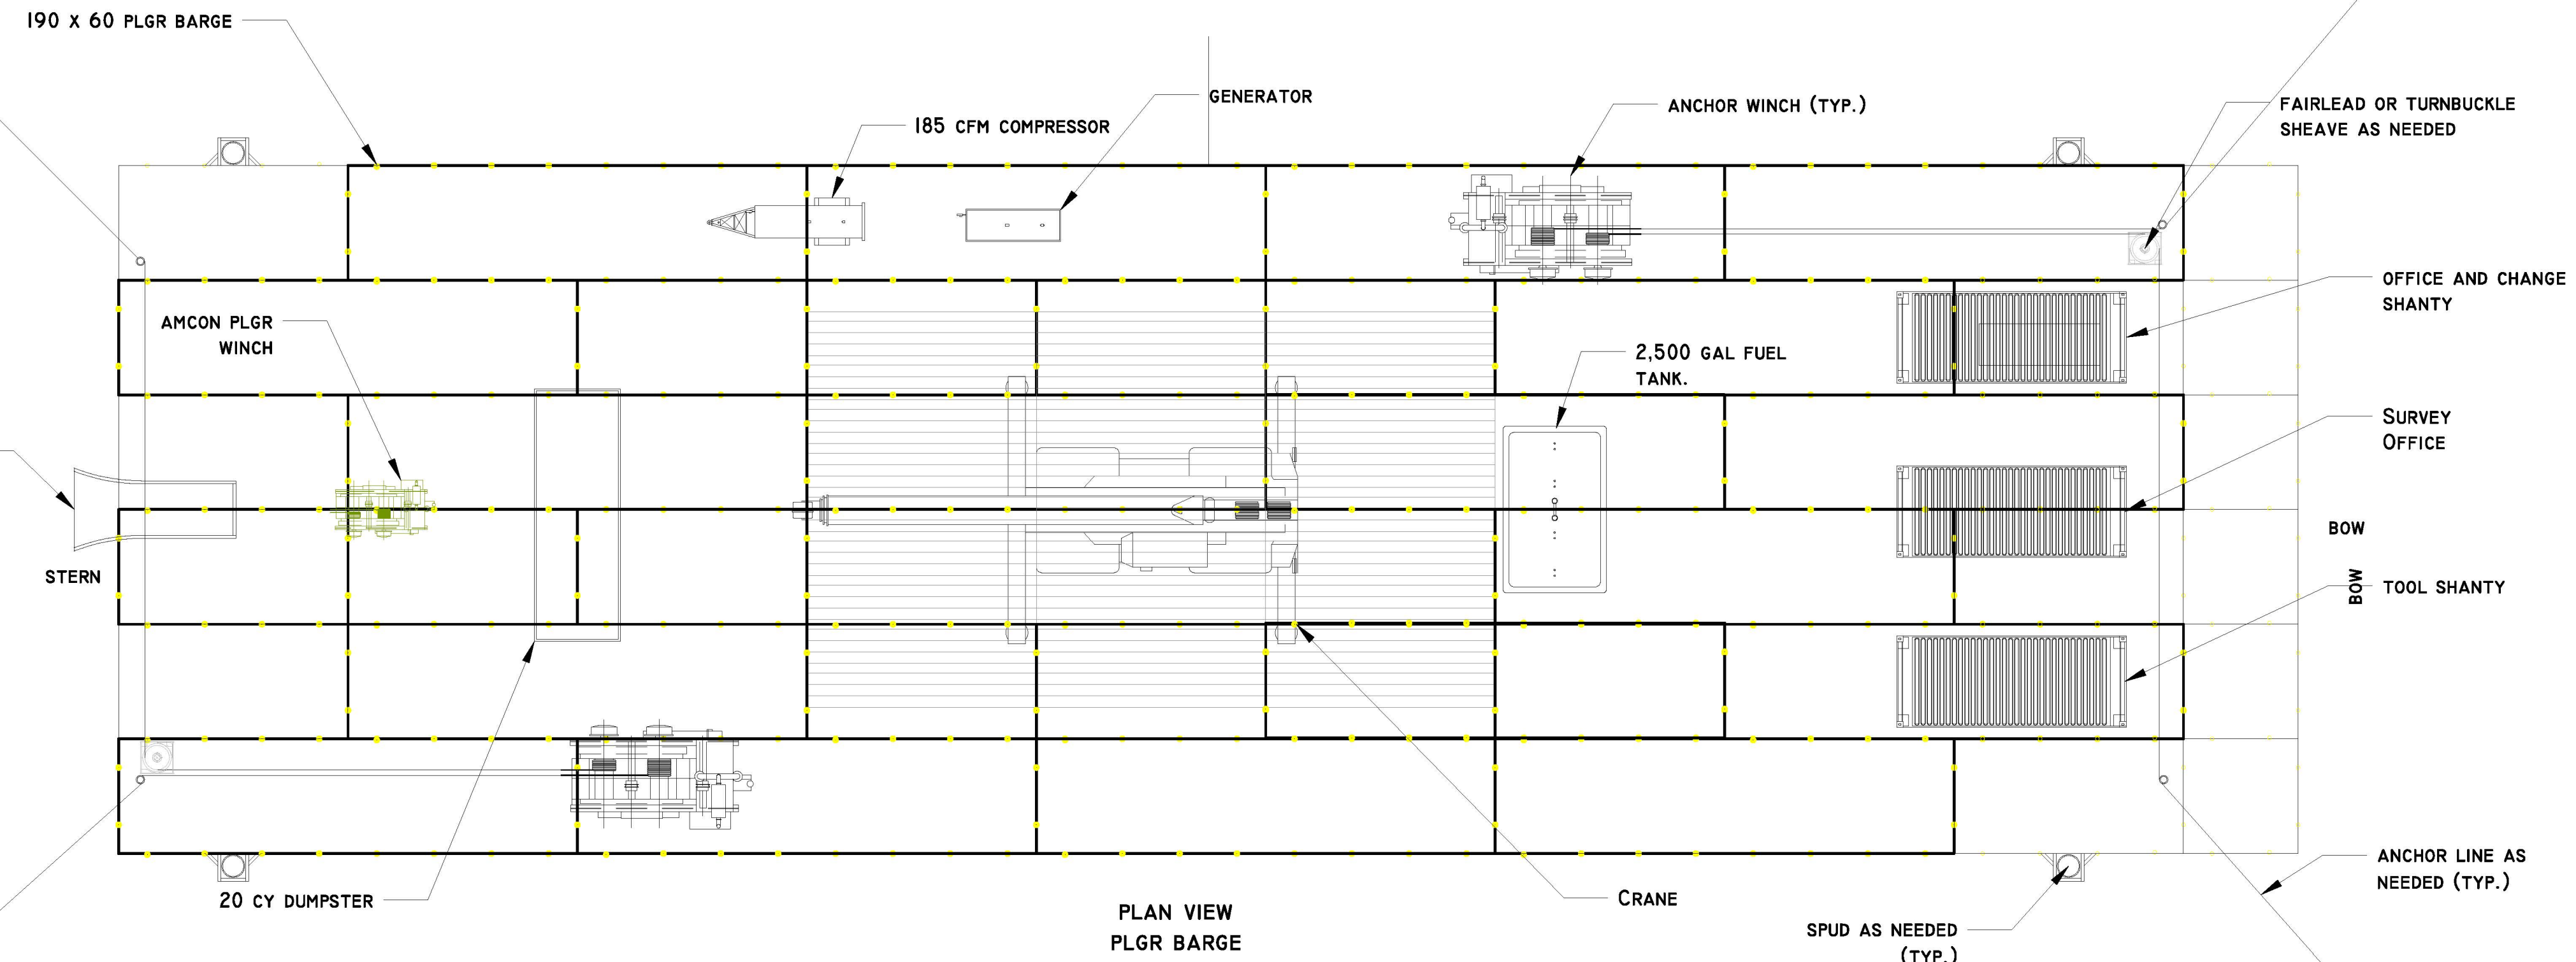 190 X 60 PLGR BARGE
GENERATOR
185 CFM COMPRESSOR
ANCHOR WINCH (TYP.)
FAIRLEAD OR TURNBUCKLE
SHEAVE AS NEEDED
OFFICE AND CHANGE
SHANTY
AMCON PLGR
WINCH
2,500 GAL FUEL
TANK.
SURVEY
OFFICE
BOW
STERN
BOW
TOOL SHANTY
20 CY DUMPSTER
CRANE
ANCHOR LINE AS
NEEDED (TYP.)
PLAN VIEW
PLGR BARGE
SPUD AS NEEDED
(TYP.)